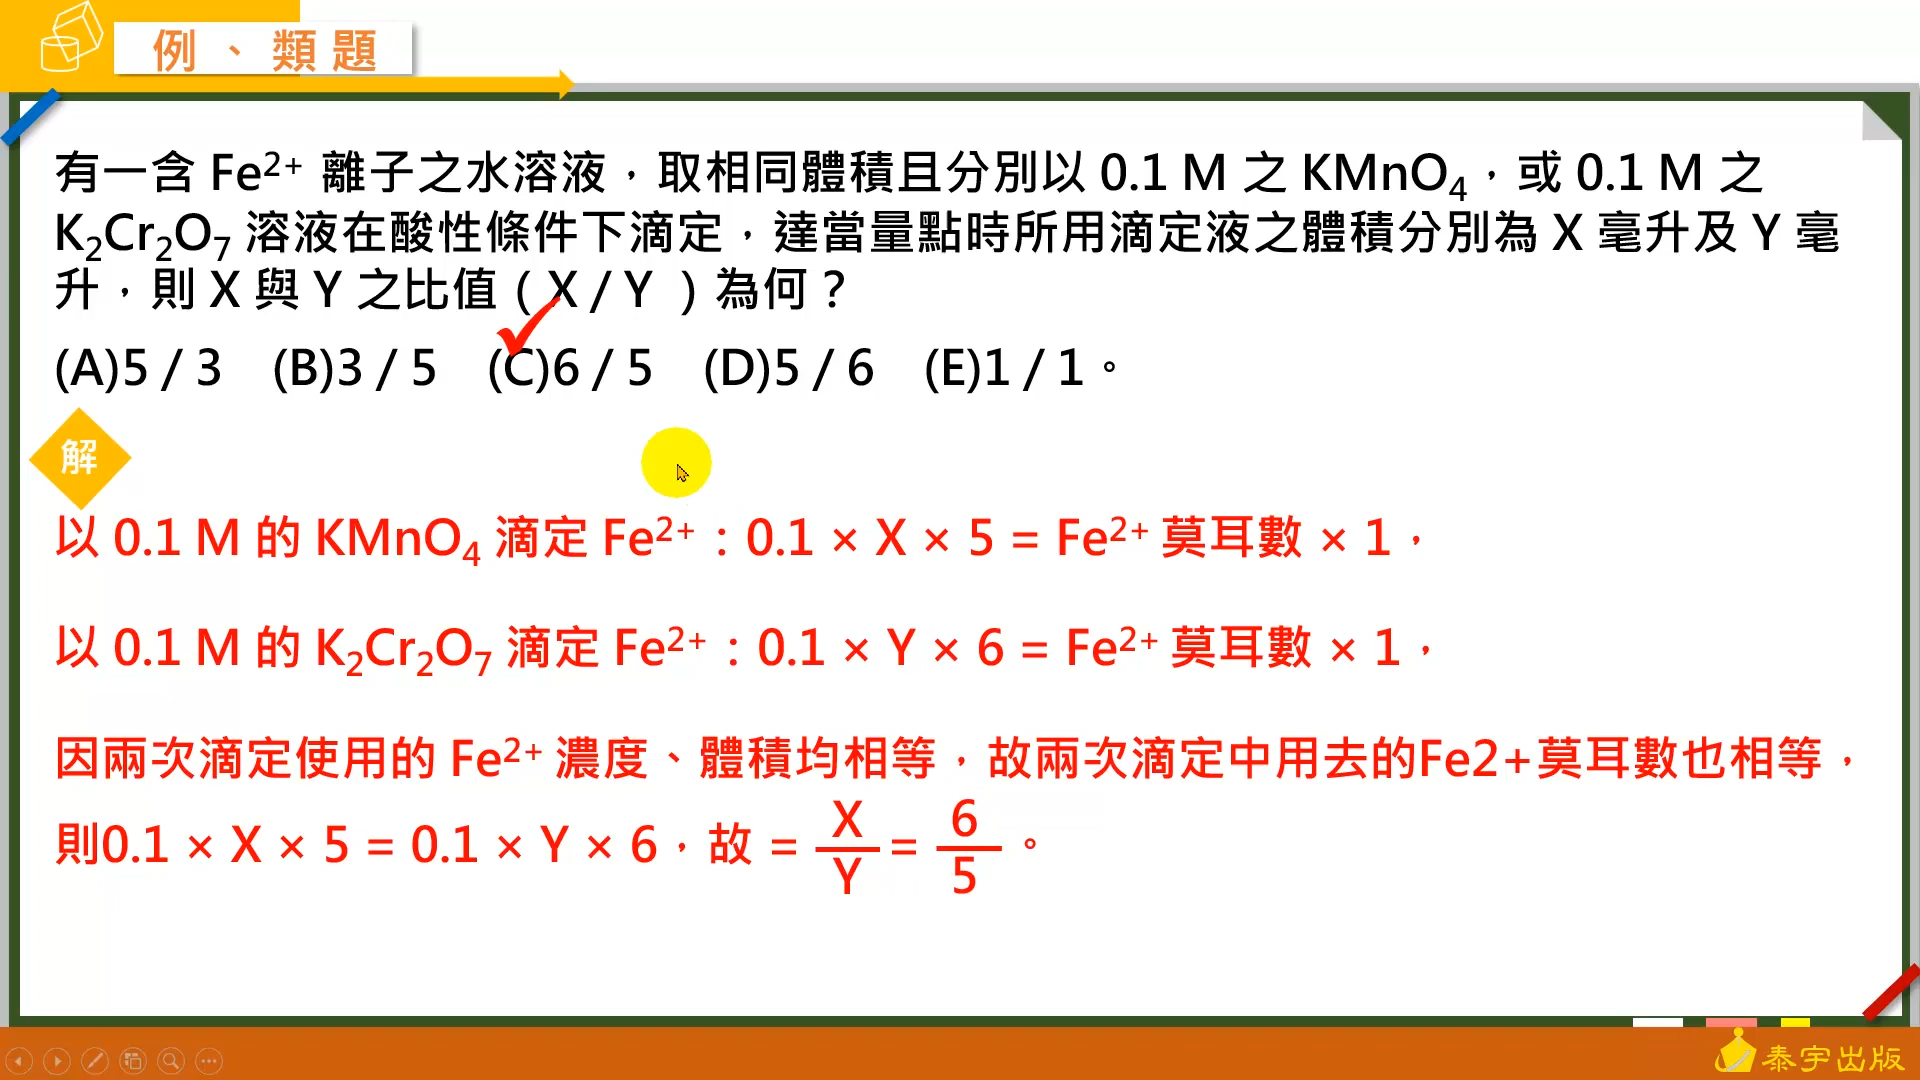 例、類題
有一含 Fe²⁺ 離子之水溶液，取相同體積且分別以 0.1 M 之 KMnO₄，或 0.1 M 之
K₂Cr₂O₇ 溶液在酸性條件下滴定，達當量點時所用滴定液之體積分別為 X 毫升及 Y 毫
升，則 X 與 Y 之比值（X / Y ）為何？
(A)5 / 3 (B)3 / 5 (C)6 / 5 (D)5 / 6 (E)1 / 1。
解
以 0.1 M 的 KMnO₄ 滴定 Fe²⁺：0.1 × X × 5 = Fe²⁺ 莫耳數 × 1，
以 0.1 M 的 K₂Cr₂O₇ 滴定 Fe²⁺：0.1 × Y × 6 = Fe²⁺ 莫耳數 × 1，
因兩次滴定使用的 Fe²⁺ 濃度、體積均相等，故兩次滴定中用去的Fe2+莫耳數也相等，
則0.1 × X × 5 = 0.1 × Y × 6，故 = X/Y = 6/5 。
泰宇出版